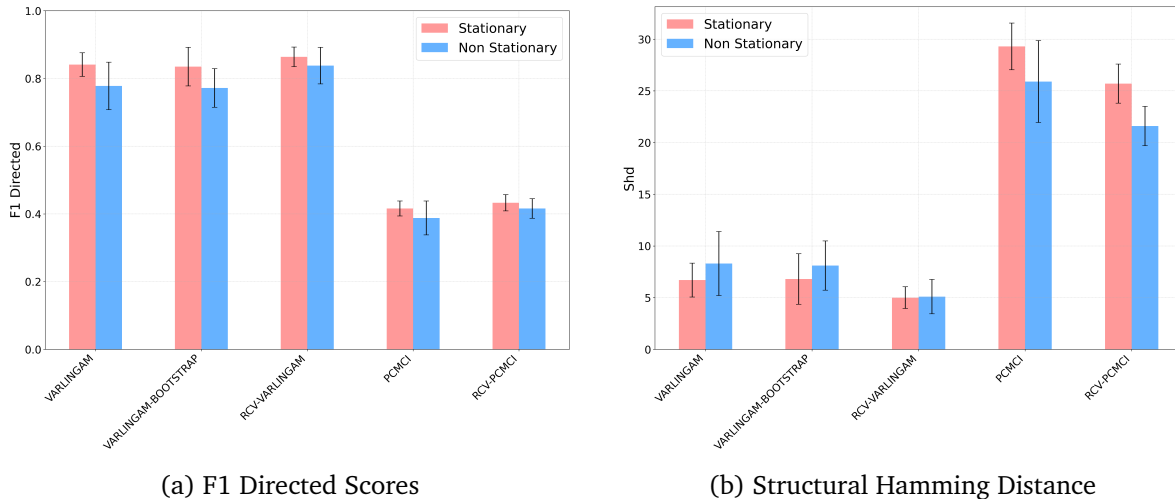 1.0
0.8
0.6
0.4
0.2
0.0
F1 Directed
Stationary
Non Stationary
VARLINGAM
VARLINGAM-BOOTSTRAP
RCV-VARLINGAM
PCMCI
RCV-PCMCI
(a) F1 Directed Scores
30
25
20
15
10
5
0
Shd
Stationary
Non Stationary
VARLINGAM
VARLINGAM-BOOTSTRAP
RCV-VARLINGAM
PCMCI
RCV-PCMCI
(b) Structural Hamming Distance